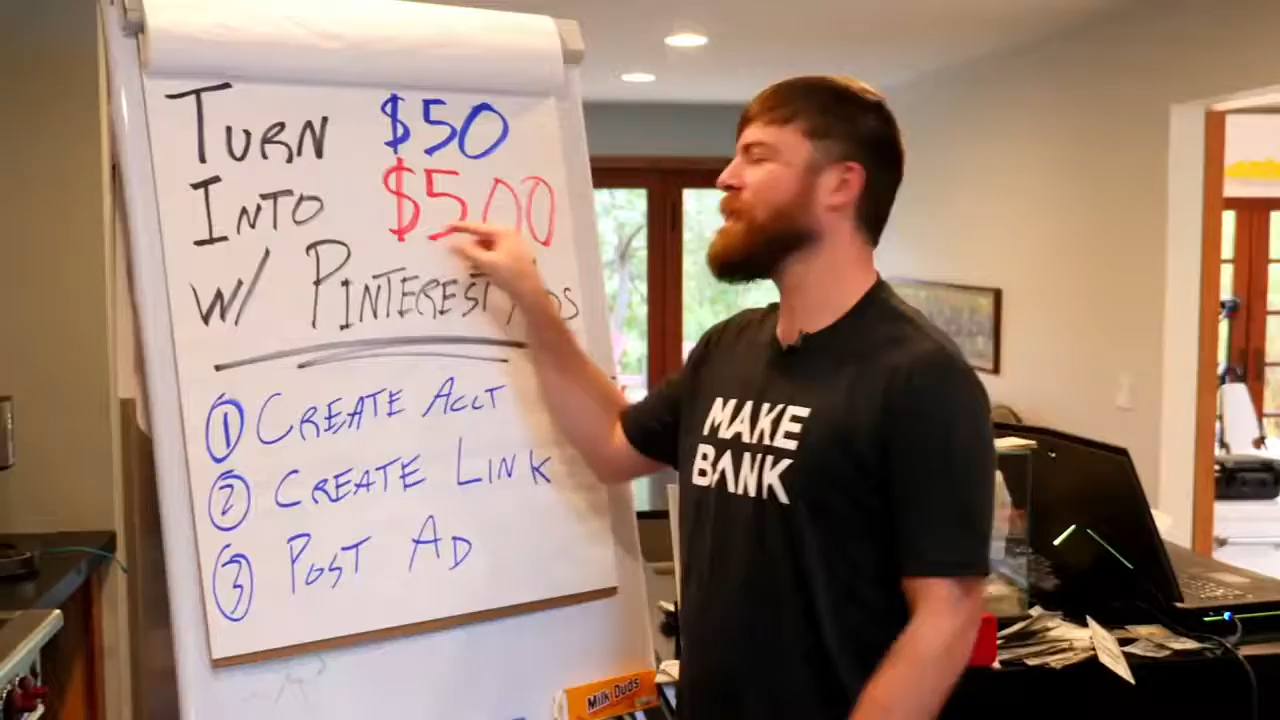 TURN $50
INTO $500
W/ PINTEREST ADS
1 CREATE ACCT
2 CREATE LINK
3 POST AD
MAKE
BANK
Milk Duds